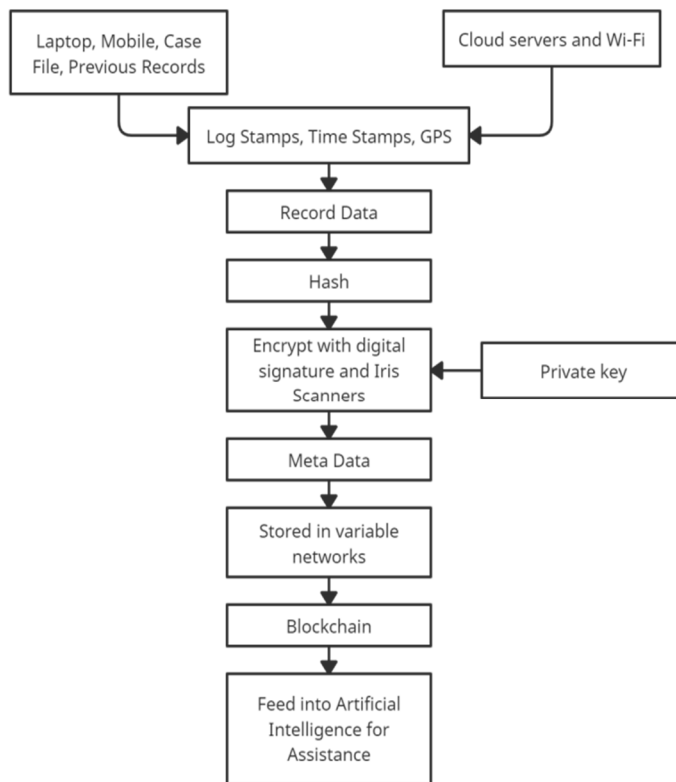 Laptop, Mobile, Case
File, Previous Records
Cloud servers and Wi-Fi
Log Stamps, Time Stamps, GPS
Record Data
Hash
Encrypt with digital
signature and Iris
Scanners
Private key
Meta Data
Stored in variable
networks
Blockchain
Feed into Artificial
Intelligence for
Assistance